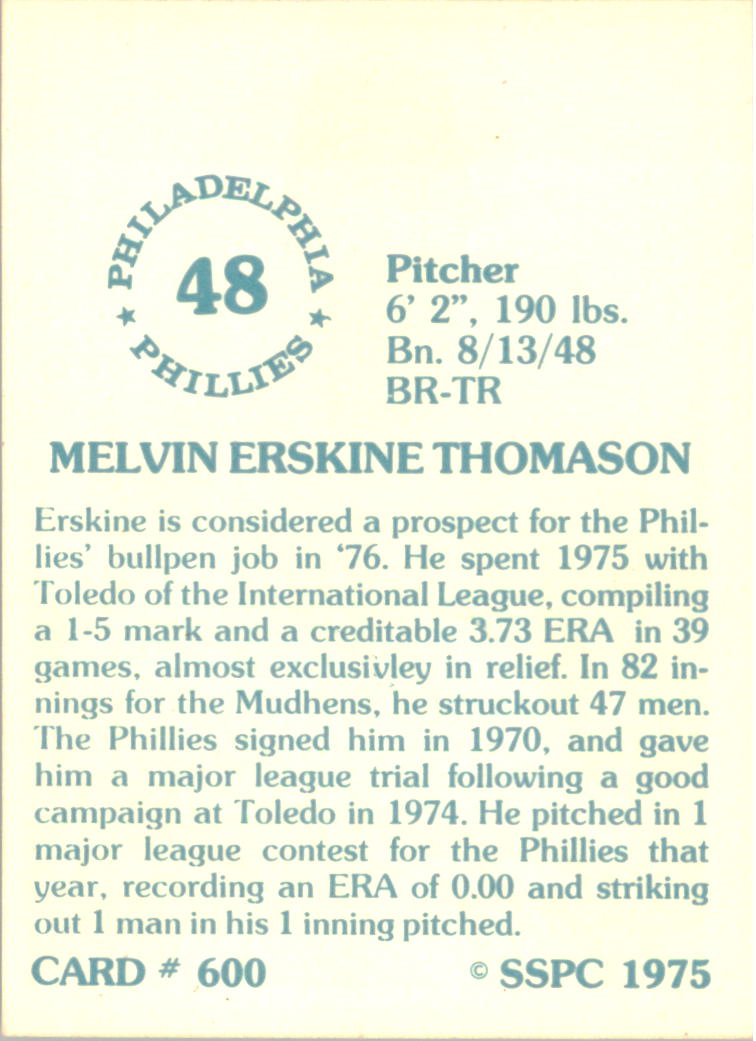 PHILADELPHIA
48
★ ★
PHILLIES
Pitcher
6’ 2”, 190 lbs.
Bn. 8/13/48
BR-TR
MELVIN ERSKINE THOMASON
Erskine is considered a prospect for the Phil-
lies’ bullpen job in ‘76. He spent 1975 with
Toledo of the International League, compiling
a 1-5 mark and a creditable 3.73 ERA in 39
games, almost exclusivley in relief. In 82 in-
nings for the Mudhens, he struckout 47 men.
The Phillies signed him in 1970, and gave
him a major league trial following a good
campaign at Toledo in 1974. He pitched in 1
major league contest for the Phillies that
year, recording an ERA of 0.00 and striking
out 1 man in his 1 inning pitched.
CARD # 600 © SSPC 1975